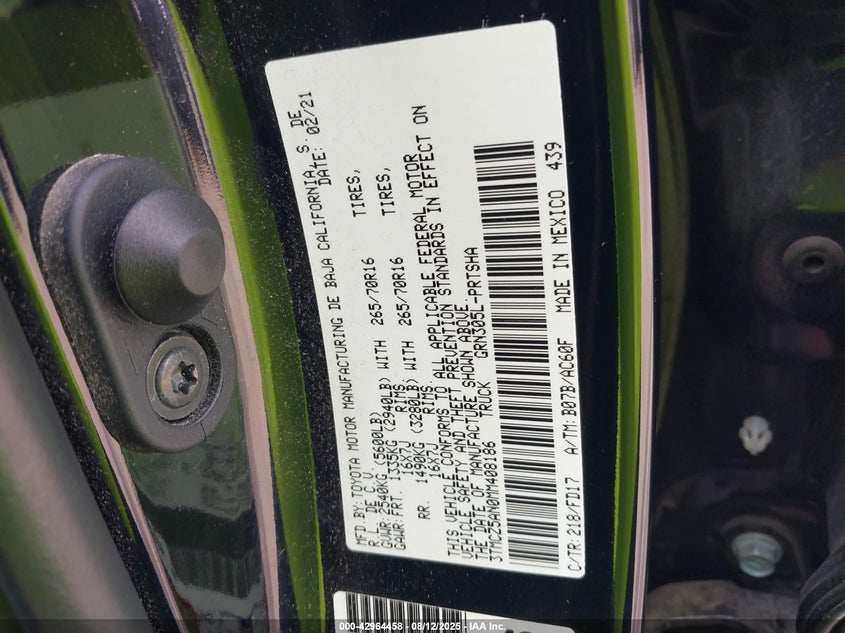 MFD.BY:TOYOTA MOTOR MANUFACTURING DE BAJA CALIFORNIA S. DE
R. L. DE C.V. DATE: 02/21
GVWR: 2540KG (5600LB)
GAWR:FRT. 1335KG (2940LB) WITH 265/70R16 TIRES,
16X7J RIMS.
RR. 1490KG (3280LB) WITH 265/70R16 TIRES,
16X7J RIMS.
THIS VEHICLE CONFORMS TO ALL APPLICABLE FEDERAL MOTOR
VEHICLE SAFETY AND THEFT PREVENTION STANDARDS IN EFFECT ON
THE DATE OF MANUFACTURE SHOWN ABOVE.
3TMCZ5AN0MM408186 TRUCK GRN305L-PRTSHA
C/TR:218/FD17 A/TM:B07B/AC60F MADE IN MEXICO 439
000-42964458 - 08/12/2025 - IAA Inc.